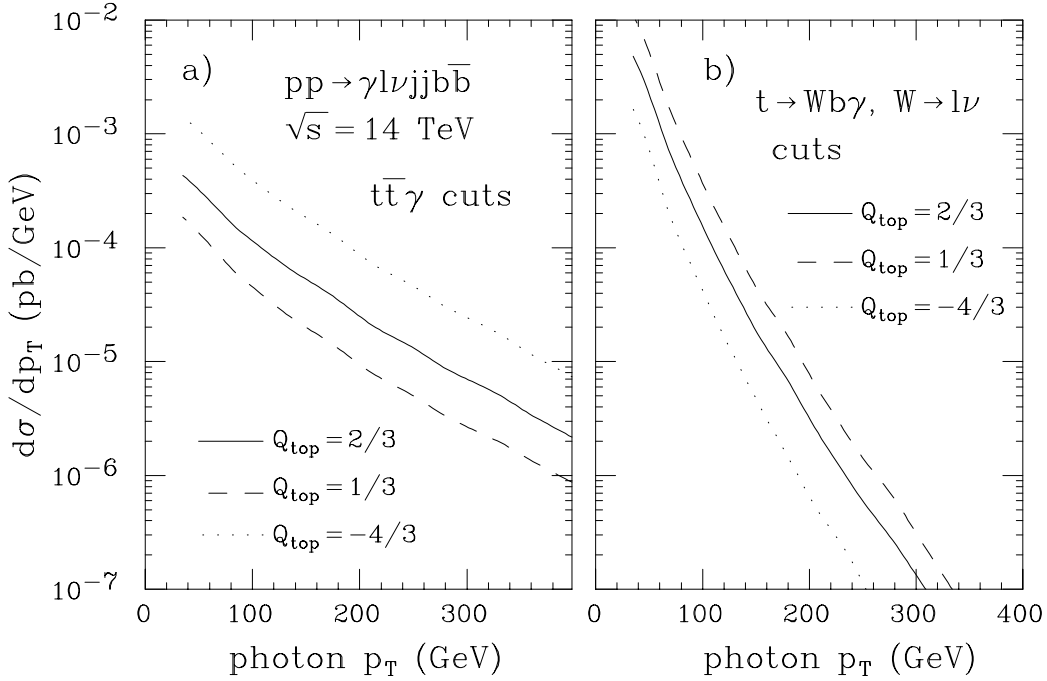 a)
pp → γlνjjbb̅
√s = 14 TeV
tt̅γ cuts
Q_top = 2/3
Q_top = 1/3
Q_top = −4/3
dσ/dp_T (pb/GeV)
10^−2
10^−3
10^−4
10^−5
10^−6
10^−7
0 100 200 300
photon p_T (GeV)
b)
t → Wbγ, W → lν
cuts
Q_top = 2/3
Q_top = 1/3
Q_top = −4/3
0 100 200 300 400
photon p_T (GeV)